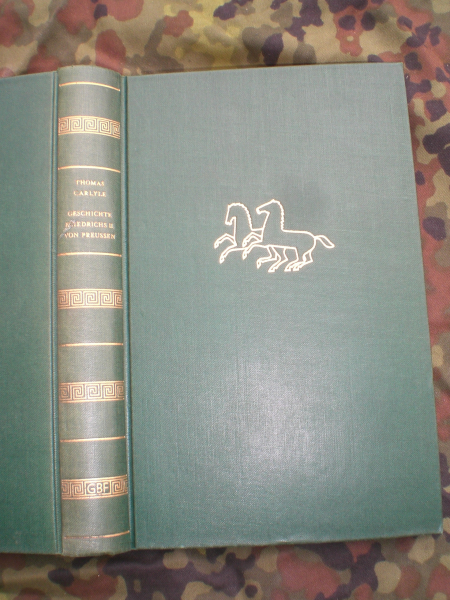 THOMAS
CARLYLE
GESCHICHTE
FRIEDRICHS II.
VON PREUSSEN
GBF